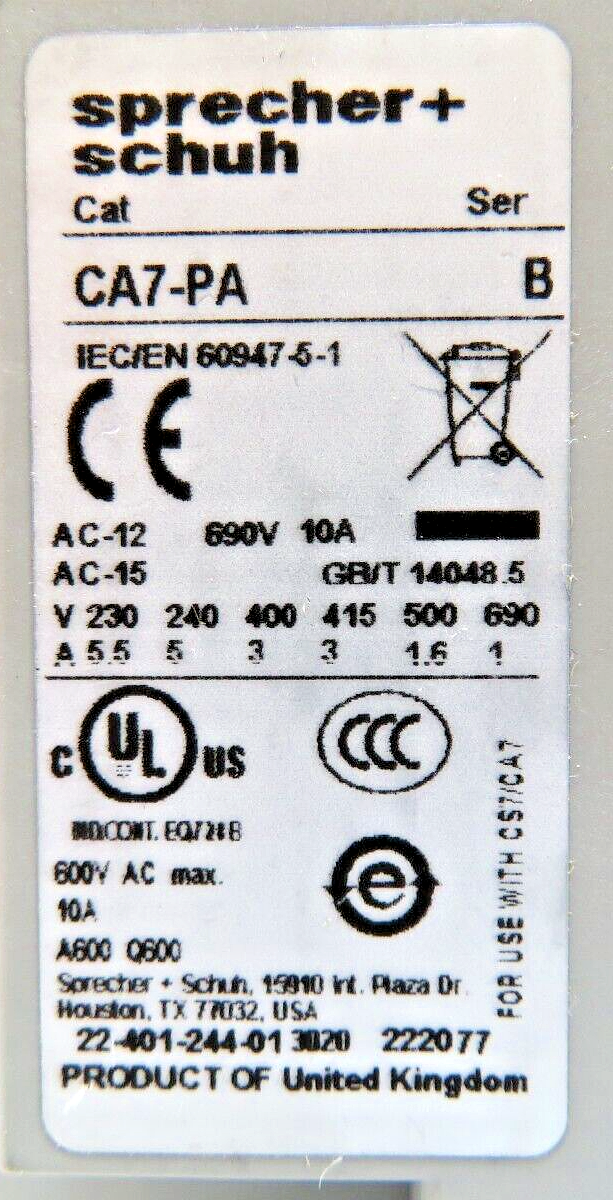 sprecher+
schuh
Cat Ser
CA7-PA B
IEC/EN 60947-5-1
CE
AC-12 690V 10A
AC-15 GB/T 14048.5
V 230 240 400 415 500 690
A 5.5 5 3 3 1.6 1
C UL US
CCC
e
FOR USE WITH CS7/CA7
600V AC max.
10A
A600 Q600
Sprecher + Schuh, 15910 Int. Plaza Dr.
Houston, TX 77032, USA
22-401-244-01 222077
PRODUCT OF United Kingdom